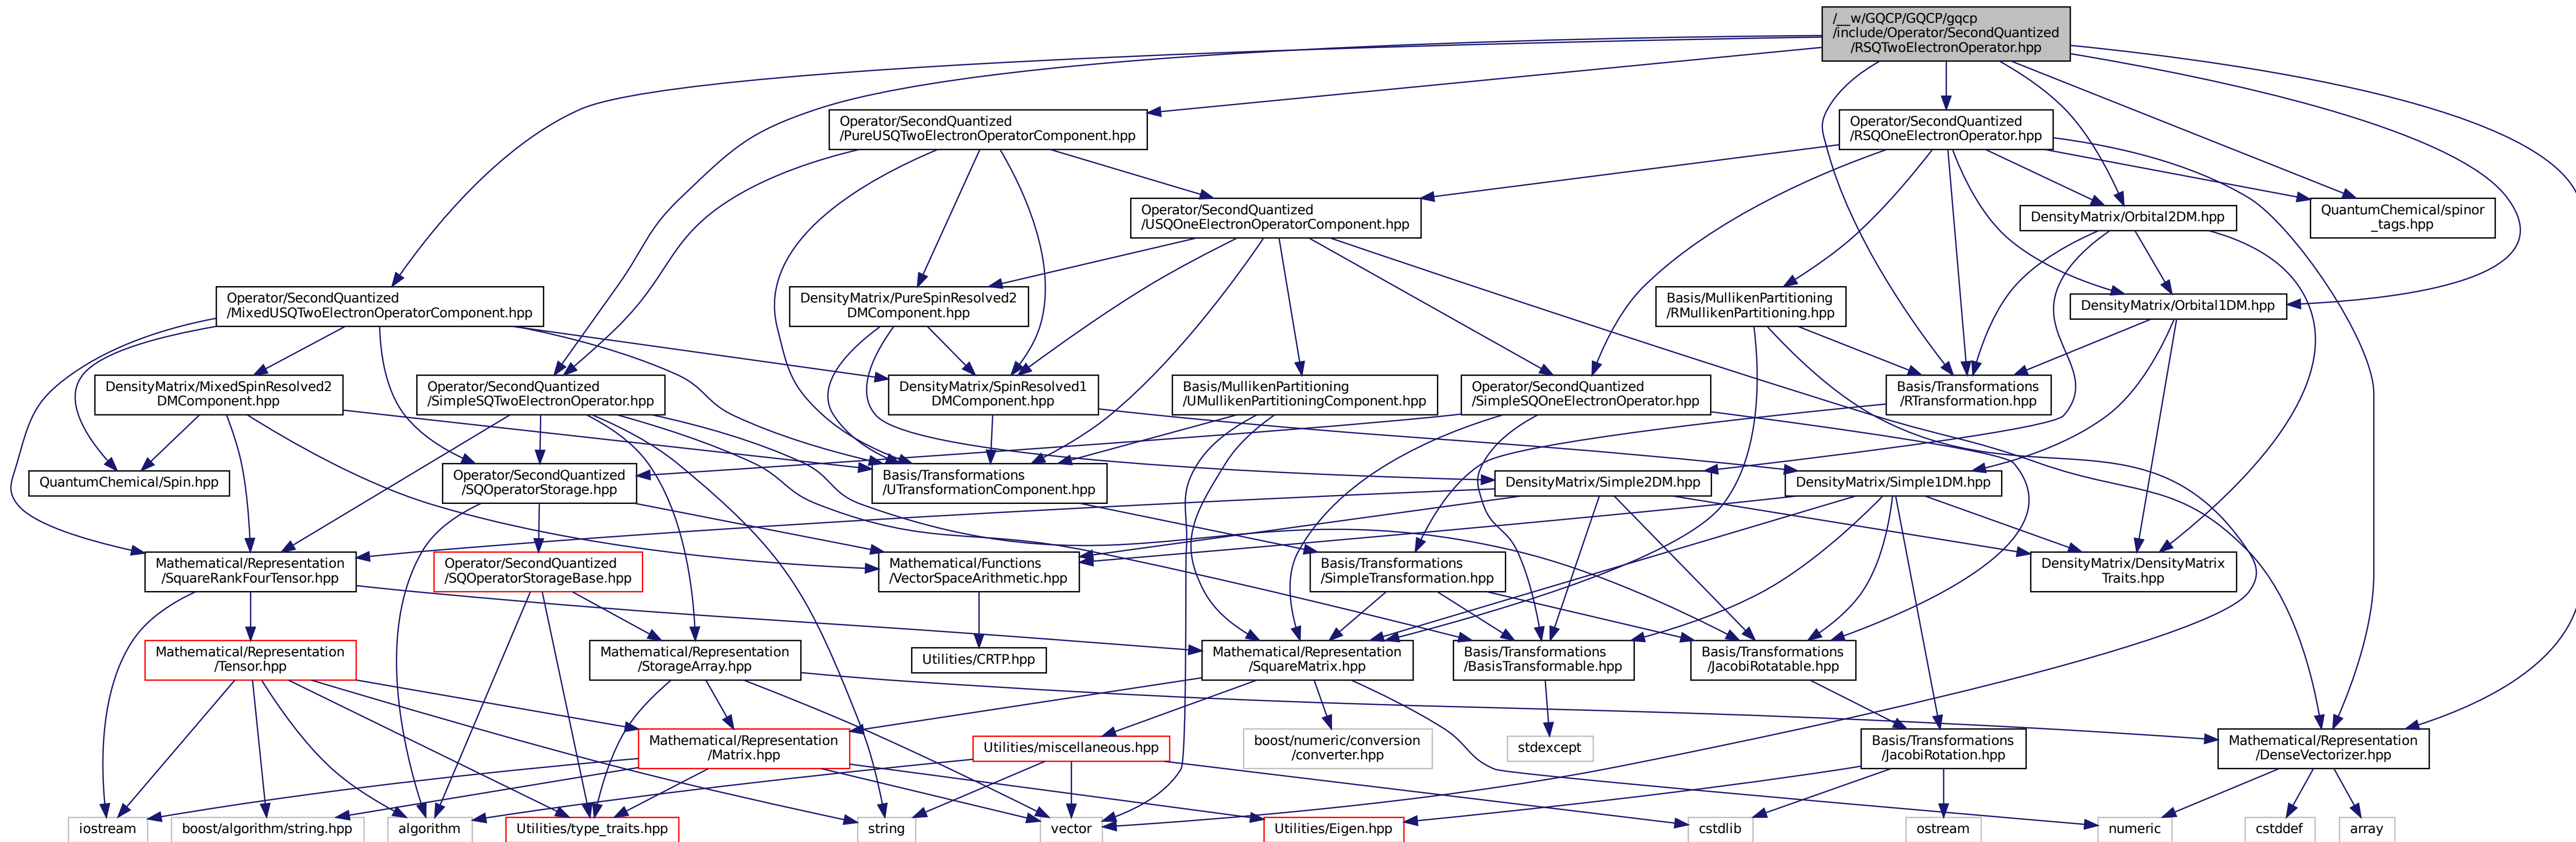 /__w/GQCP/GQCP/gqcp
/include/Operator/SecondQuantized
/RSQTwoElectronOperator.hpp
Operator/SecondQuantized
/PureUSQTwoElectronOperatorComponent.hpp
Operator/SecondQuantized
/RSQOneElectronOperator.hpp
Operator/SecondQuantized
/USQOneElectronOperatorComponent.hpp
DensityMatrix/Orbital2DM.hpp
QuantumChemical/spinor
_tags.hpp
Operator/SecondQuantized
/MixedUSQTwoElectronOperatorComponent.hpp
DensityMatrix/PureSpinResolved2
DMComponent.hpp
Basis/MullikenPartitioning
/RMullikenPartitioning.hpp
DensityMatrix/Orbital1DM.hpp
DensityMatrix/MixedSpinResolved2
DMComponent.hpp
Operator/SecondQuantized
/SimpleSQTwoElectronOperator.hpp
DensityMatrix/SpinResolved1
DMComponent.hpp
Basis/MullikenPartitioning
/UMullikenPartitioningComponent.hpp
Operator/SecondQuantized
/SimpleSQOneElectronOperator.hpp
Basis/Transformations
/RTransformation.hpp
QuantumChemical/Spin.hpp
Operator/SecondQuantized
/SQOperatorStorage.hpp
Basis/Transformations
/UTransformationComponent.hpp
DensityMatrix/Simple2DM.hpp
DensityMatrix/Simple1DM.hpp
Mathematical/Representation
/SquareRankFourTensor.hpp
Operator/SecondQuantized
/SQOperatorStorageBase.hpp
Mathematical/Functions
/VectorSpaceArithmetic.hpp
Basis/Transformations
/SimpleTransformation.hpp
DensityMatrix/DensityMatrix
Traits.hpp
Mathematical/Representation
/Tensor.hpp
Mathematical/Representation
/StorageArray.hpp
Utilities/CRTP.hpp
Mathematical/Representation
/SquareMatrix.hpp
Basis/Transformations
/BasisTransformable.hpp
Basis/Transformations
/JacobiRotatable.hpp
Mathematical/Representation
/Matrix.hpp
Utilities/miscellaneous.hpp
boost/numeric/conversion
/converter.hpp
stdexcept
Basis/Transformations
/JacobiRotation.hpp
Mathematical/Representation
/DenseVectorizer.hpp
iostream
boost/algorithm/string.hpp
algorithm
Utilities/type_traits.hpp
string
vector
Utilities/Eigen.hpp
cstdlib
ostream
numeric
cstddef
array